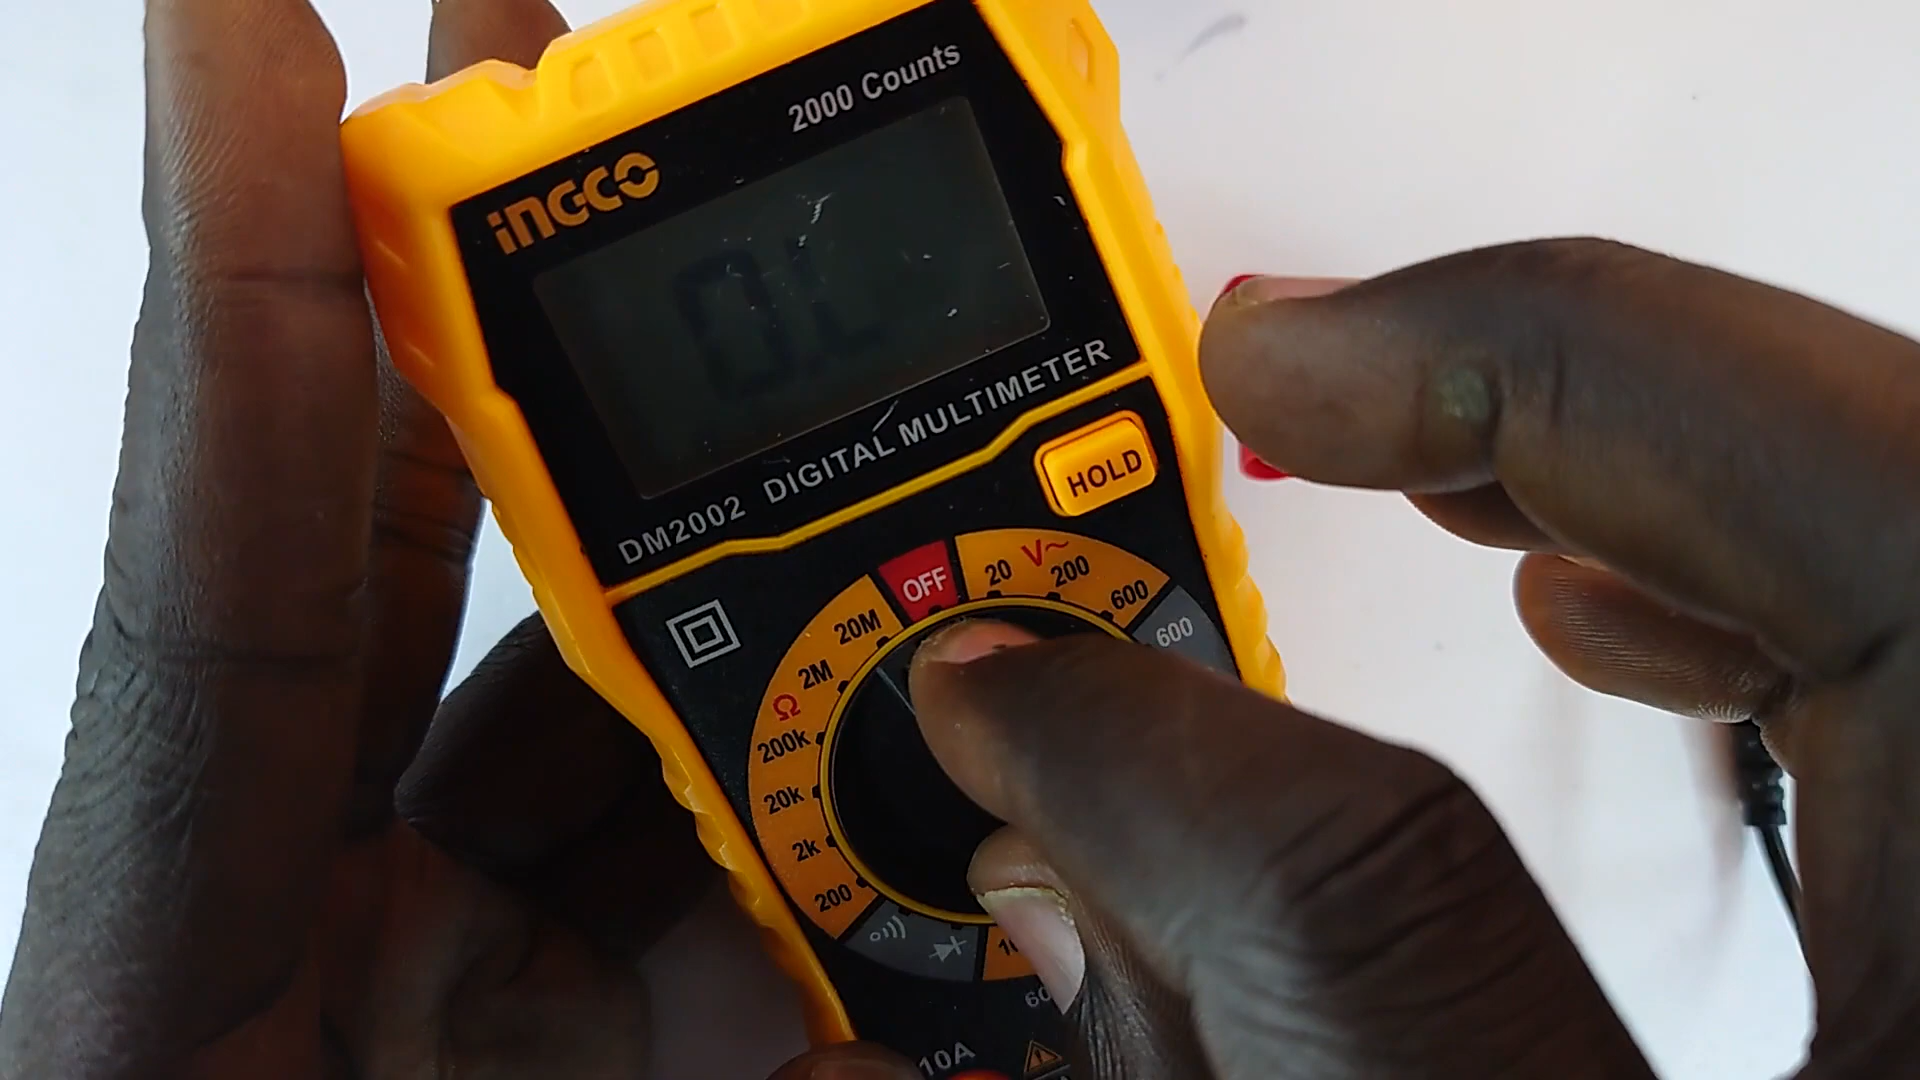 2000 Counts
INGCO
DM2002 DIGITAL MULTIMETER
HOLD
OFF
20 V~ 200 600
600
20M
2M
Ω
200k
20k
2k
200
10A